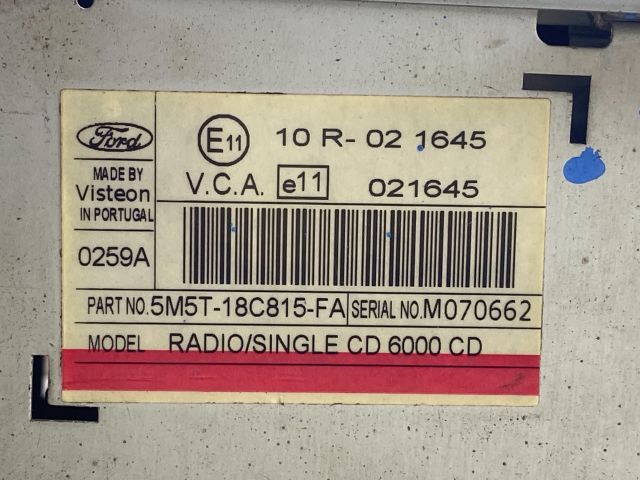 Ford
E11 10 R- 02 1645
MADE BY
Visteon
IN PORTUGAL
V.C.A. e11 021645
0259A
PART NO. 5M5T-18C815-FA SERIAL NO. M070662
MODEL RADIO/SINGLE CD 6000 CD